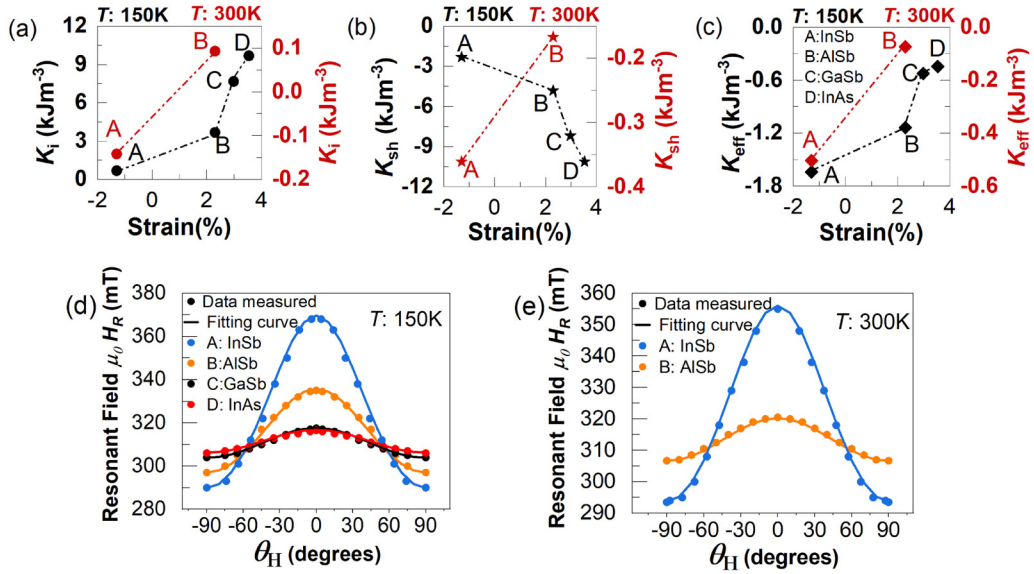 (a)
T: 150K T: 300K
12
9
6
3
0
Kᵢ (kJm⁻³)
A
A
B
B
C
D
0.1
0.0
-0.1
-0.2
Kᵢ (kJm⁻³)
-2 0 2 4
Strain(%)
(b)
T: 150K T: 300K
0
-3
-6
-9
-12
K_sh (kJm⁻³)
A
B
B
C
D
A
-0.2
-0.3
-0.4
K_sh (kJm⁻³)
-2 0 2 4
Strain(%)
(c)
T: 150K T: 300K
0.0
-0.6
-1.2
-1.8
K_eff (kJm⁻³)
A:InSb
B:AlSb
C:GaSb
D:InAs
B
D
C
B
A
A
0.0
-0.2
-0.4
-0.6
K_eff (kJm⁻³)
-2 0 2 4
Strain(%)
(d)
Resonant Field μ₀ H_R (mT)
380
360
340
320
300
280
Data measured
Fitting curve
A: InSb
B:AlSb
C:GaSb
D: InAs
T: 150K
-90 -60 -30 0 30 60 90
θ_H (degrees)
(e)
Resonant Field μ₀ H_R (mT)
360
350
340
330
320
310
300
290
Data measured
Fitting curve
A: InSb
B: AlSb
T: 300K
-90 -60 -30 0 30 60 90
θ_H (degrees)